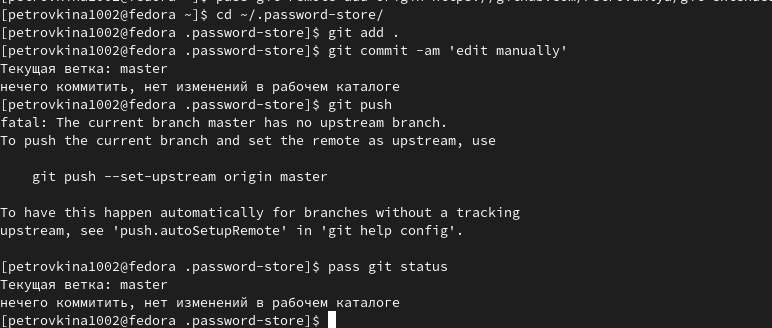 [petrovkina1002@fedora ~]$ cd ~/.password-store/
[petrovkina1002@fedora .password-store]$ git add .
[petrovkina1002@fedora .password-store]$ git commit -am 'edit manually'
Текущая ветка: master
нечего коммитить, нет изменений в рабочем каталоге
[petrovkina1002@fedora .password-store]$ git push
fatal: The current branch master has no upstream branch.
To push the current branch and set the remote as upstream, use
git push --set-upstream origin master
To have this happen automatically for branches without a tracking
upstream, see 'push.autoSetupRemote' in 'git help config'.
[petrovkina1002@fedora .password-store]$ pass git status
Текущая ветка: master
нечего коммитить, нет изменений в рабочем каталоге
[petrovkina1002@fedora .password-store]$